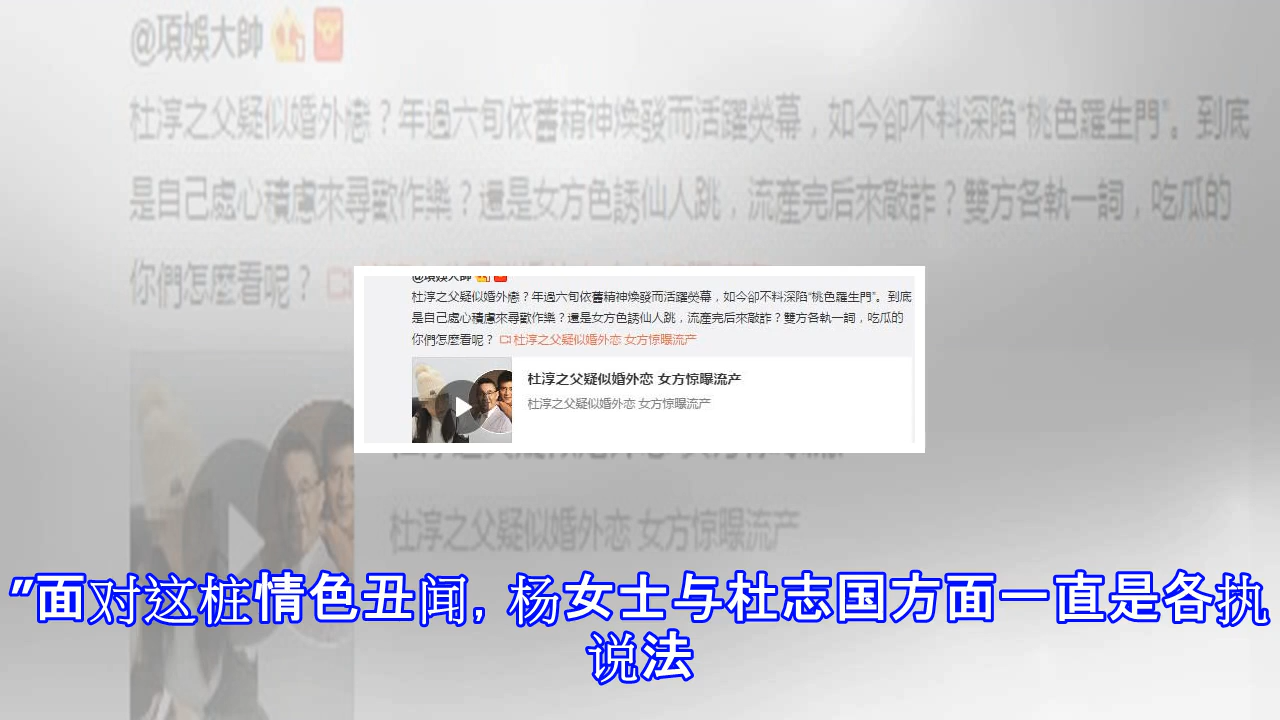 @項娛大帥
杜淳之父疑似婚外戀？年過六旬依舊精神煥發而活躍熒幕，如今卻不料深陷“桃色羅生門”。到底
是自己處心積慮來尋歡作樂？還是女方色誘仙人跳，流產完后來敲詐？雙方各執一詞，吃瓜的
你們怎麼看呢？
@項娛大帥
杜淳之父疑似婚外戀？年過六旬依舊精神煥發而活躍熒幕，如今卻不料深陷“桃色羅生門”。到底
是自己處心積慮來尋歡作樂？還是女方色誘仙人跳，流產完后來敲詐？雙方各執一詞，吃瓜的
你們怎麼看呢？ 杜淳之父疑似婚外恋 女方惊曝流产
杜淳之父疑似婚外恋 女方惊曝流产
杜淳之父疑似婚外恋 女方惊曝流产
杜淳之父疑似婚外恋 女方惊曝流产
"面对这桩情色丑闻, 杨女士与杜志国方面一直是各执
说法